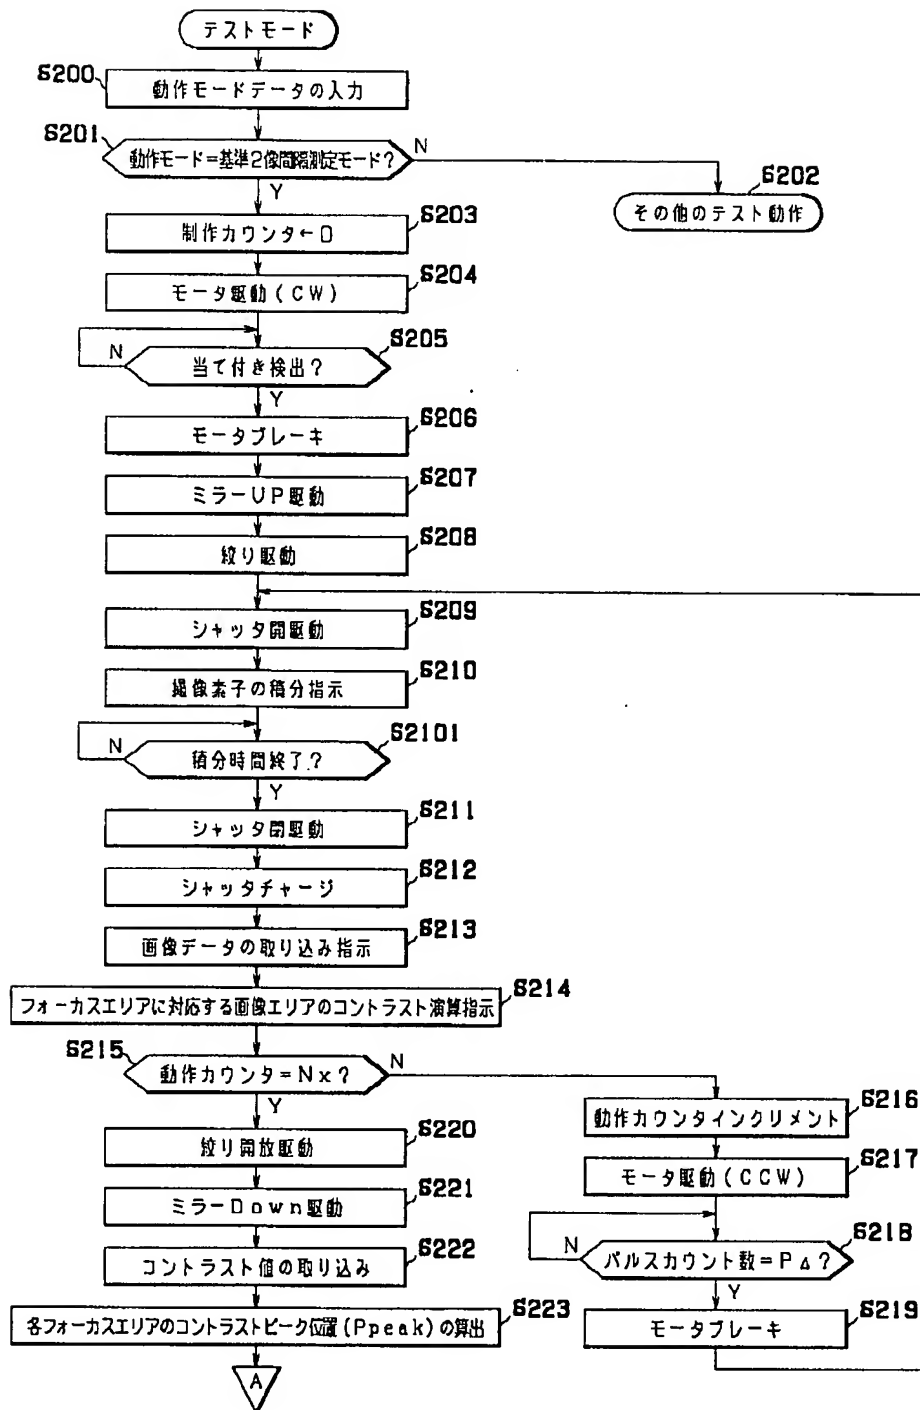 テストモード
S200
動作モードデータの入力
S201
動作モード=基準2像間隔測定モード?
N
Y
S202
その他のテスト動作
S203
制作カウンタ←0
S204
モータ駆動(CW)
S205
当て付き検出?
N
Y
S206
モータブレーキ
S207
ミラーUP駆動
S208
絞り駆動
S209
シャッタ開駆動
S210
撮像素子の積分指示
S2101
積分時間終了?
N
Y
S211
シャッタ閉駆動
S212
シャッタチャージ
S213
画像データの取り込み指示
S214
フォーカスエリアに対応する画像エリアのコントラスト演算指示
S215
動作カウンタ=Nx?
N
Y
S216
動作カウンタインクリメント
S217
モータ駆動(CCW)
S218
パルスカウント数=PΔ?
N
Y
S219
モータブレーキ
S220
絞り開放駆動
S221
ミラーDown駆動
S222
コントラスト値の取り込み
S223
各フォーカスエリアのコントラストピーク位置(Ppeak)の算出
A